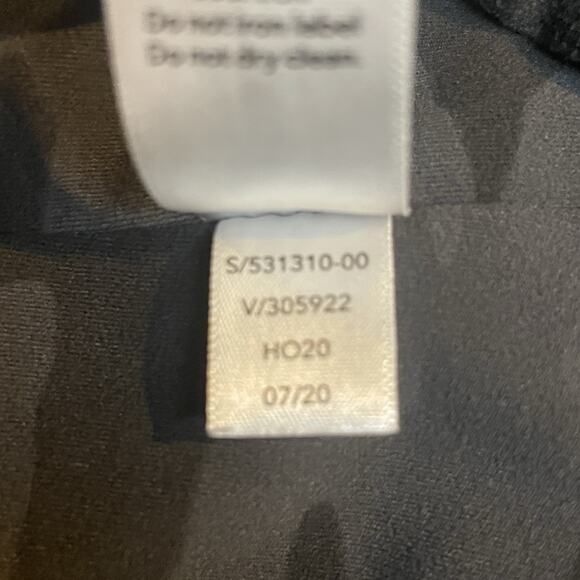 Do not iron label
Do not dry clean.
S/531310-00
V/305922
HO20
07/20